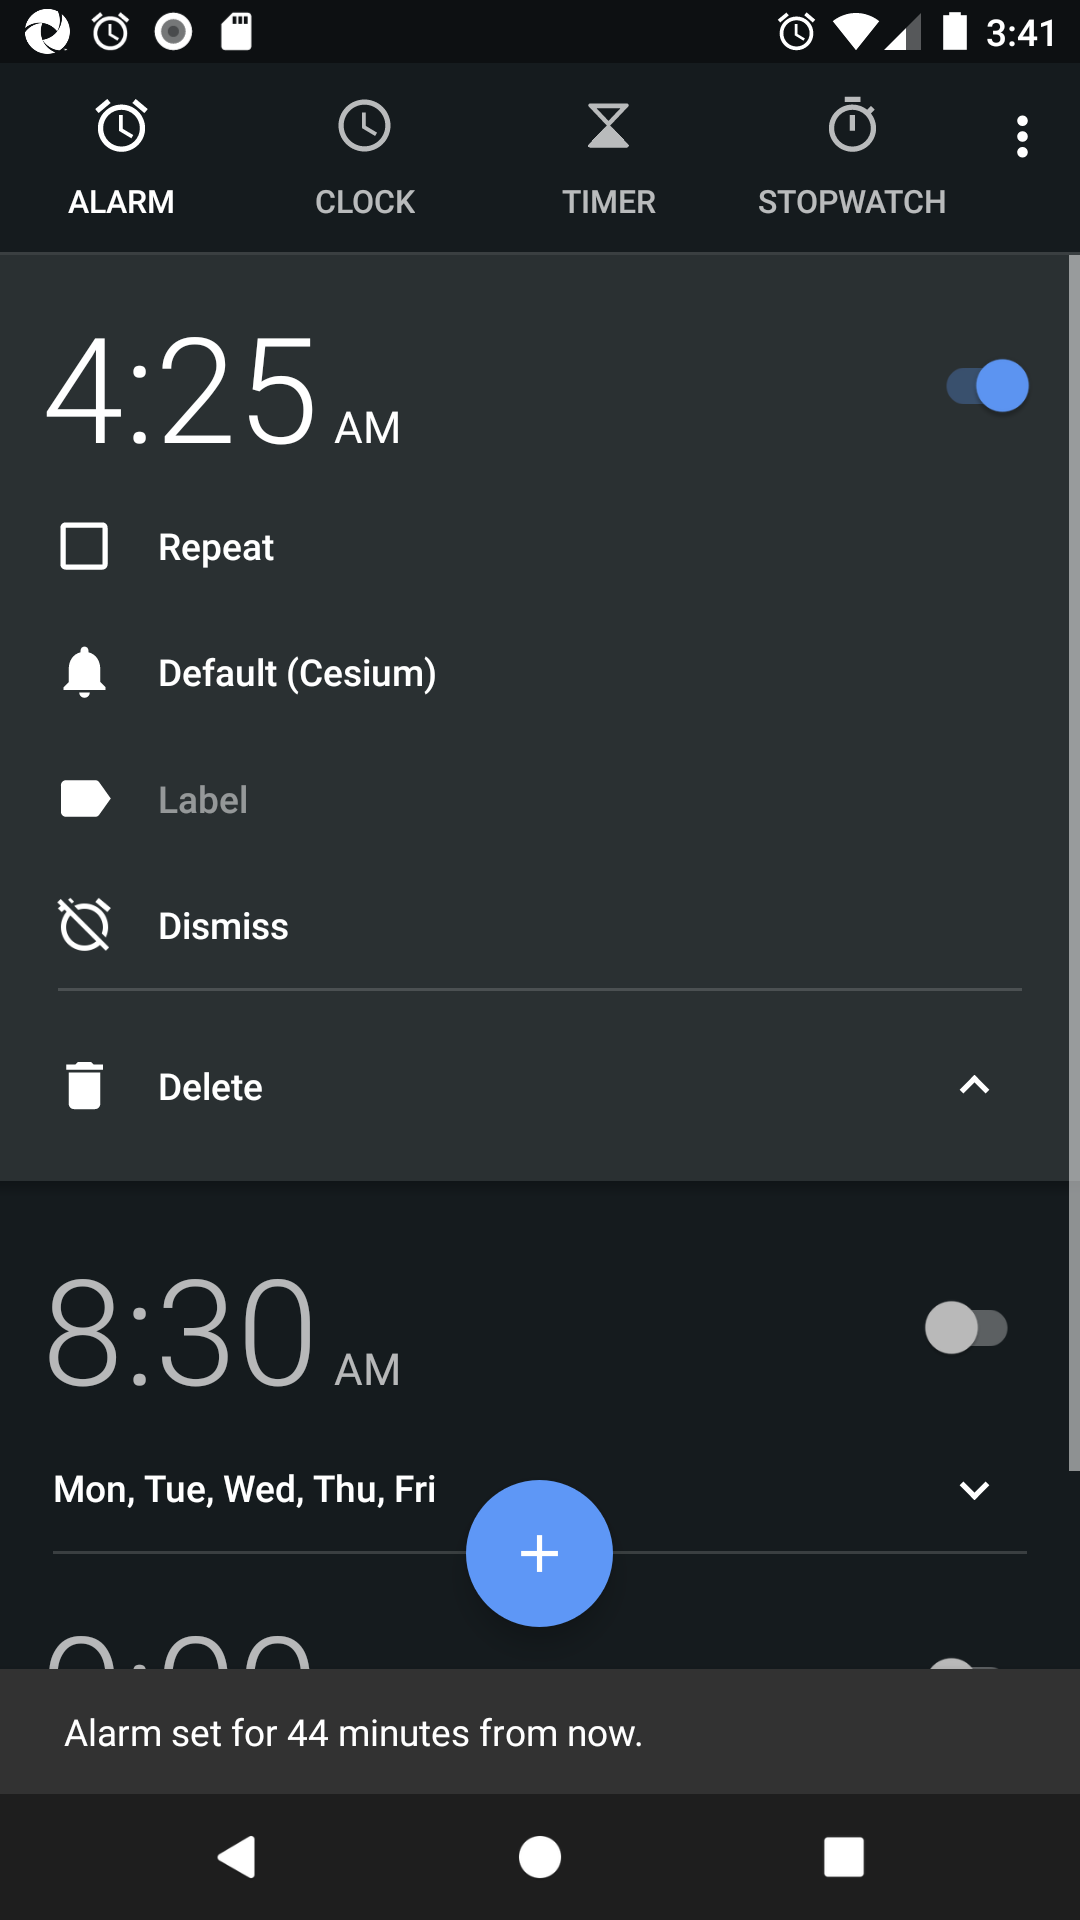 3:41
ALARM CLOCK TIMER STOPWATCH
4:25 AM
Repeat
Default (Cesium)
Label
Dismiss
Delete
8:30 AM
Mon, Tue, Wed, Thu, Fri
Alarm set for 44 minutes from now.